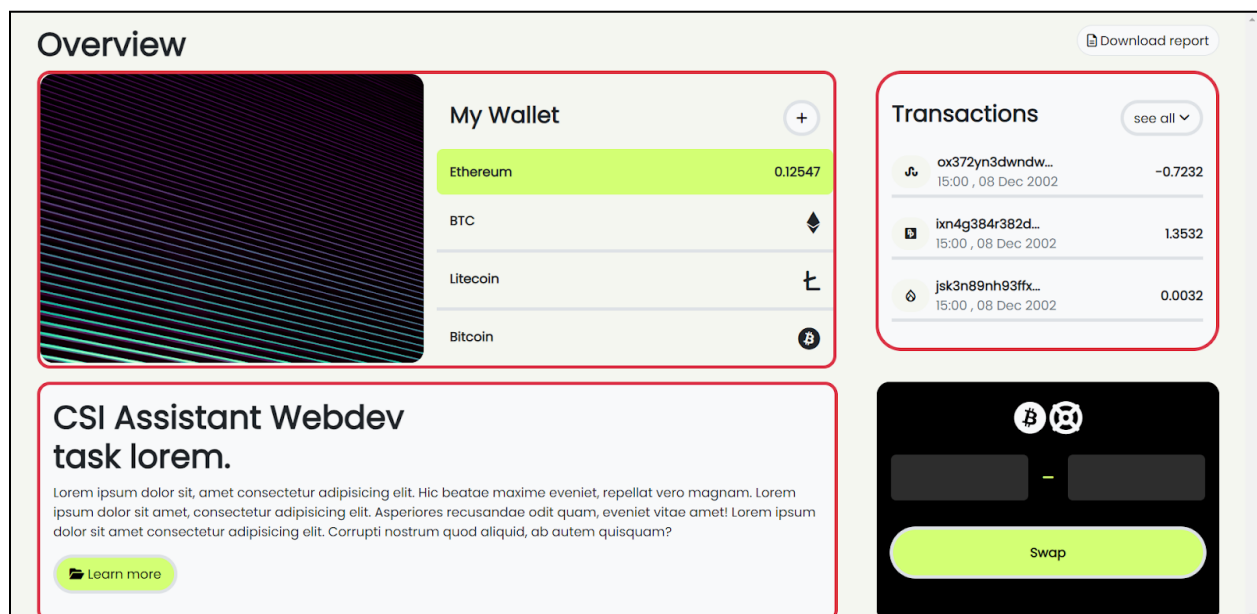 Overview
Download report
My Wallet
+
Ethereum 0.12547
BTC
Litecoin
Bitcoin
Transactions
see all
ox372yn3dwndw...
15:00 , 08 Dec 2002
-0.7232
ixn4g384r382d...
15:00 , 08 Dec 2002
1.3532
jsk3n89nh93ffx...
15:00 , 08 Dec 2002
0.0032
CSI Assistant Webdev
task lorem.
Lorem ipsum dolor sit, amet consectetur adipisicing elit. Hic beatae maxime eveniet, repellat vero magnam. Lorem
ipsum dolor sit amet, consectetur adipisicing elit. Asperiores recusandae odit quam, eveniet vitae amet! Lorem ipsum
dolor sit amet consectetur adipisicing elit. Corrupti nostrum quod aliquid, ab autem quisquam?
Learn more
–
Swap